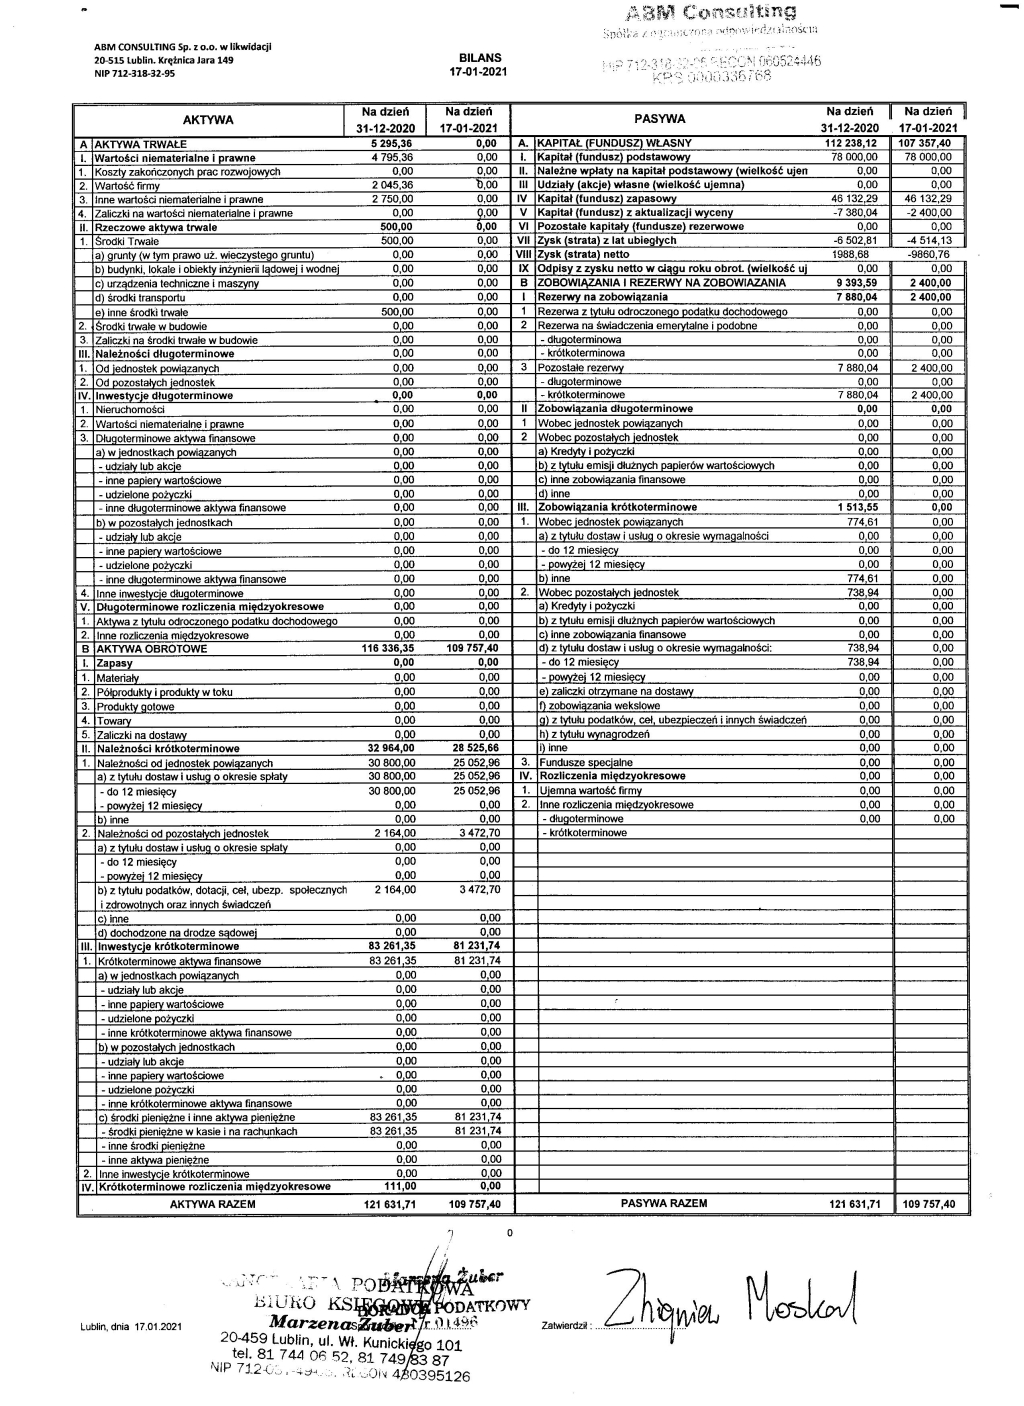 ABM Consulting
Spółka z ograniczoną odpowiedzialnością
NIP 712-318-32-95 REGON 060524446
KRS 0000336768
ABM CONSULTING Sp. z o.o. w likwidacji
20-515 Lublin. Krężnica Jara 149
NIP 712-318-32-95
BILANS
17-01-2021
AKTYWA Na dzień 31-12-2020 Na dzień 17-01-2021 PASYWA Na dzień 31-12-2020 Na dzień 17-01-2021
A AKTYWA TRWAŁE 5 295,36 0,00 A. KAPITAŁ (FUNDUSZ) WŁASNY 112 238,12 107 357,40
I. Wartości niematerialne i prawne 4 795,36 0,00 I. Kapitał (fundusz) podstawowy 78 000,00 78 000,00
1. Koszty zakończonych prac rozwojowych 0,00 0,00 II. Należne wpłaty na kapitał podstawowy (wielkość ujen 0,00 0,00
2. Wartość firmy 2 045,36 0,00 III Udziały (akcje) własne (wielkość ujemna) 0,00 0,00
3. Inne wartości niematerialne i prawne 2 750,00 0,00 IV Kapitał (fundusz) zapasowy 46 132,29 46 132,29
4. Zaliczki na wartości niematerialne i prawne 0,00 0,00 V Kapitał (fundusz) z aktualizacji wyceny -7 380,04 -2 400,00
II. Rzeczowe aktywa trwałe 500,00 0,00 VI Pozostałe kapitały (fundusze) rezerwowe 0,00 0,00
1. Środki Trwałe 500,00 0,00 VII Zysk (strata) z lat ubiegłych -6 502,81 -4 514,13
a) grunty (w tym prawo uż. wieczystego gruntu) 0,00 0,00 VIII Zysk (strata) netto 1988,68 -9860,76
b) budynki, lokale i obiekty inżynierii lądowej i wodnej 0,00 0,00 IX Odpisy z zysku netto w ciągu roku obrot. (wielkość uj 0,00 0,00
c) urządzenia techniczne i maszyny 0,00 0,00 B ZOBOWIĄZANIA I REZERWY NA ZOBOWIAZANIA 9 393,59 2 400,00
d) środki transportu 0,00 0,00 I Rezerwy na zobowiązania 7 880,04 2 400,00
e) inne środki trwałe 500,00 0,00 1 Rezerwa z tytułu odroczonego podatku dochodowego 0,00 0,00
2. Środki trwałe w budowie 0,00 0,00 2 Rezerwa na świadczenia emerytalne i podobne 0,00 0,00
3. Zaliczki na środki trwałe w budowie 0,00 0,00 - długoterminowa 0,00 0,00
III. Należności długoterminowe 0,00 0,00 - krótkoterminowa 0,00 0,00
1. Od jednostek powiązanych 0,00 0,00 3 Pozostałe rezerwy 7 880,04 2 400,00
2. Od pozostałych jednostek 0,00 0,00 - długoterminowe 0,00 0,00
IV. Inwestycje długoterminowe 0,00 0,00 - krótkoterminowe 7 880,04 2 400,00
1. Nieruchomości 0,00 0,00 II Zobowiązania długoterminowe 0,00 0,00
2. Wartości niematerialne i prawne 0,00 0,00 1 Wobec jednostek powiązanych 0,00 0,00
3. Długoterminowe aktywa finansowe 0,00 0,00 2 Wobec pozostałych jednostek 0,00 0,00
a) w jednostkach powiązanych 0,00 0,00 a) Kredyty i pożyczki 0,00 0,00
- udziały lub akcje 0,00 0,00 b) z tytułu emisji dłużnych papierów wartościowych 0,00 0,00
- inne papiery wartościowe 0,00 0,00 c) inne zobowiązania finansowe 0,00 0,00
- udzielone pożyczki 0,00 0,00 d) inne 0,00 0,00
- inne długoterminowe aktywa finansowe 0,00 0,00 III. Zobowiązania krótkoterminowe 1 513,55 0,00
b) w pozostałych jednostkach 0,00 0,00 1. Wobec jednostek powiązanych 774,61 0,00
- udziały lub akcje 0,00 0,00 a) z tytułu dostaw i usług o okresie wymagalności 0,00 0,00
- inne papiery wartościowe 0,00 0,00 - do 12 miesięcy 0,00 0,00
- udzielone pożyczki 0,00 0,00 - powyżej 12 miesięcy 0,00 0,00
- inne długoterminowe aktywa finansowe 0,00 0,00 b) inne 774,61 0,00
4. Inne inwestycje długoterminowe 0,00 0,00 2. Wobec pozostałych jednostek 738,94 0,00
V. Długoterminowe rozliczenia międzyokresowe 0,00 0,00 a) Kredyty i pożyczki 0,00 0,00
1. Aktywa z tytułu odroczonego podatku dochodowego 0,00 0,00 b) z tytułu emisji dłużnych papierów wartościowych 0,00 0,00
2. Inne rozliczenia międzyokresowe 0,00 0,00 c) inne zobowiązania finansowe 0,00 0,00
B AKTYWA OBROTOWE 116 336,35 109 757,40 d) z tytułu dostaw i usług o okresie wymagalności: 738,94 0,00
I. Zapasy 0,00 0,00 - do 12 miesięcy 738,94 0,00
1. Materiały 0,00 0,00 - powyżej 12 miesięcy 0,00 0,00
2. Półprodukty i produkty w toku 0,00 0,00 e) zaliczki otrzymane na dostawy 0,00 0,00
3. Produkty gotowe 0,00 0,00 f) zobowiązania wekslowe 0,00 0,00
4. Towary 0,00 0,00 g) z tytułu podatków, ceł, ubezpieczeń i innych świadczeń 0,00 0,00
5. Zaliczki na dostawy 0,00 0,00 h) z tytułu wynagrodzeń 0,00 0,00
II. Należności krótkoterminowe 32 964,00 28 525,66 i) inne 0,00 0,00
1. Należności od jednostek powiązanych 30 800,00 25 052,96 3. Fundusze specjalne 0,00 0,00
a) z tytułu dostaw i usług o okresie spłaty 30 800,00 25 052,96 IV. Rozliczenia międzyokresowe 0,00 0,00
- do 12 miesięcy 30 800,00 25 052,96 1. Ujemna wartość firmy 0,00 0,00
- powyżej 12 miesięcy 0,00 0,00 2. Inne rozliczenia międzyokresowe 0,00 0,00
b) inne 0,00 0,00 - długoterminowe 0,00 0,00
2. Należności od pozostałych jednostek 2 164,00 3 472,70 - krótkoterminowe
a) z tytułu dostaw i usług o okresie spłaty 0,00 0,00
- do 12 miesięcy 0,00 0,00
- powyżej 12 miesięcy 0,00 0,00
b) z tytułu podatków, dotacji, ceł, ubezp. społecznych 2 164,00 3 472,70
i zdrowotnych oraz innych świadczeń
c) inne 0,00 0,00
d) dochodzone na drodze sądowej 0,00 0,00
III. Inwestycje krótkoterminowe 83 261,35 81 231,74
1. Krótkoterminowe aktywa finansowe 83 261,35 81 231,74
a) w jednostkach powiązanych 0,00 0,00
- udziały lub akcje 0,00 0,00
- inne papiery wartościowe 0,00 0,00
- udzielone pożyczki 0,00 0,00
- inne krótkoterminowe aktywa finansowe 0,00 0,00
b) w pozostałych jednostkach 0,00 0,00
- udziały lub akcje 0,00 0,00
- inne papiery wartościowe 0,00 0,00
- udzielone pożyczki 0,00 0,00
- inne krótkoterminowe aktywa finansowe 0,00 0,00
c) środki pieniężne i inne aktywa pieniężne 83 261,35 81 231,74
- środki pieniężne w kasie i na rachunkach 83 261,35 81 231,74
- inne środki pieniężne 0,00 0,00
- inne aktywa pieniężne 0,00 0,00
2. Inne inwestycje krótkoterminowe 0,00 0,00
IV. Krótkoterminowe rozliczenia międzyokresowe 111,00 0,00
AKTYWA RAZEM 121 631,71 109 757,40 PASYWA RAZEM 121 631,71 109 757,40
0
Marzena Żuber
DORADCA PODATKOWY
Nr 01496
PODATKOWA
BIURO KSIĘGOWE
Marzena Żuber
20-459 Lublin, ul. Wł. Kunickiego 101
tel. 81 744 06 52, 81 749 83 87
REGON 430395126
Lublin, dnia 17.01.2021
Zatwierdził : Zbigniew Moskal